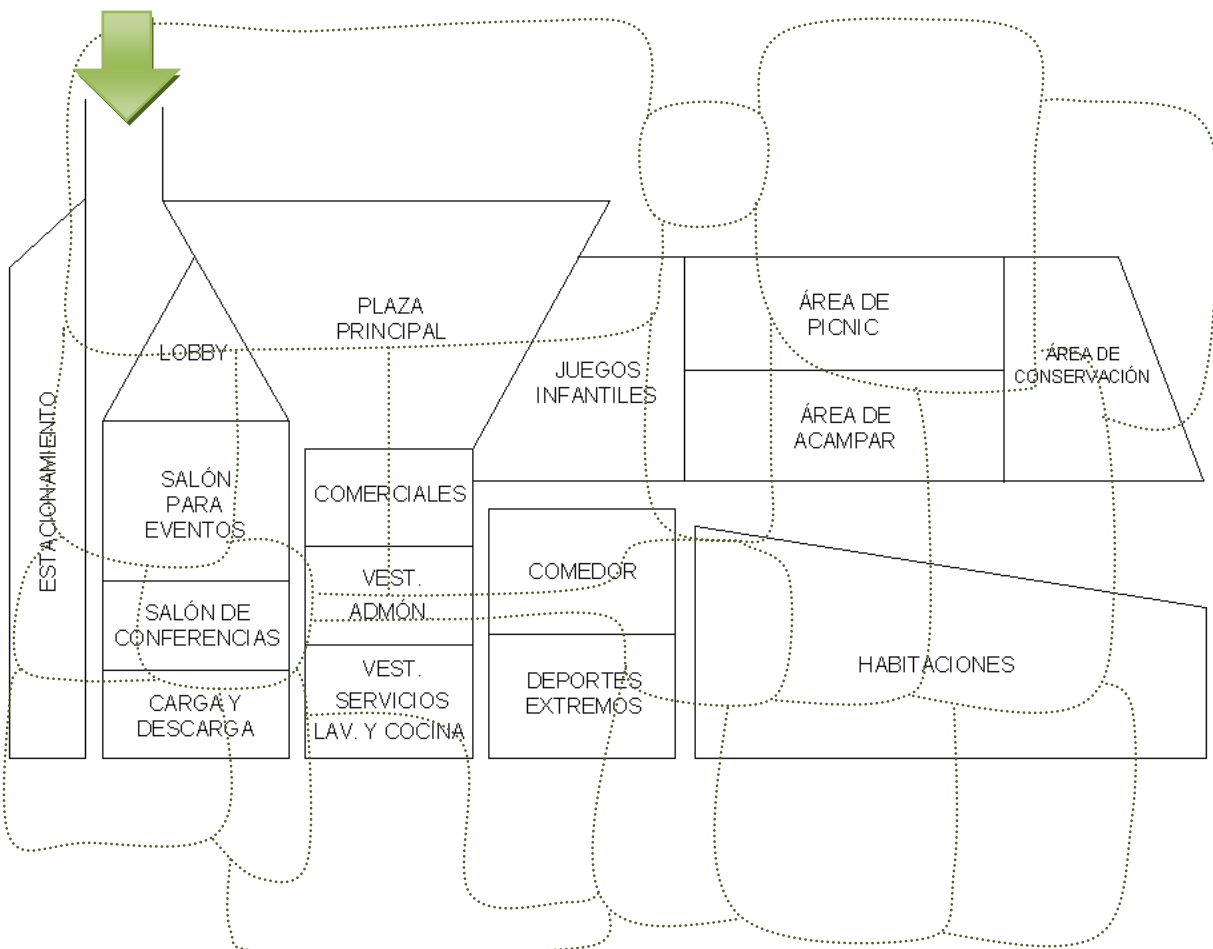 PLAZA
PRINCIPAL
LOBBY
ESTACIONAMIENTO
SALÓN
PARA
EVENTOS
SALÓN DE
CONFERENCIAS
CARGA Y
DESCARGA
COMERCIALES
VEST.
ADMÓN.
VEST.
SERVICIOS
LAV. Y COCINA
JUEGOS
INFANTILES
ÁREA DE
PICNIC
ÁREA DE
ACAMPAR
ÁREA DE
CONSERVACIÓN
COMEDOR
DEPORTES
EXTREMOS
HABITACIONES